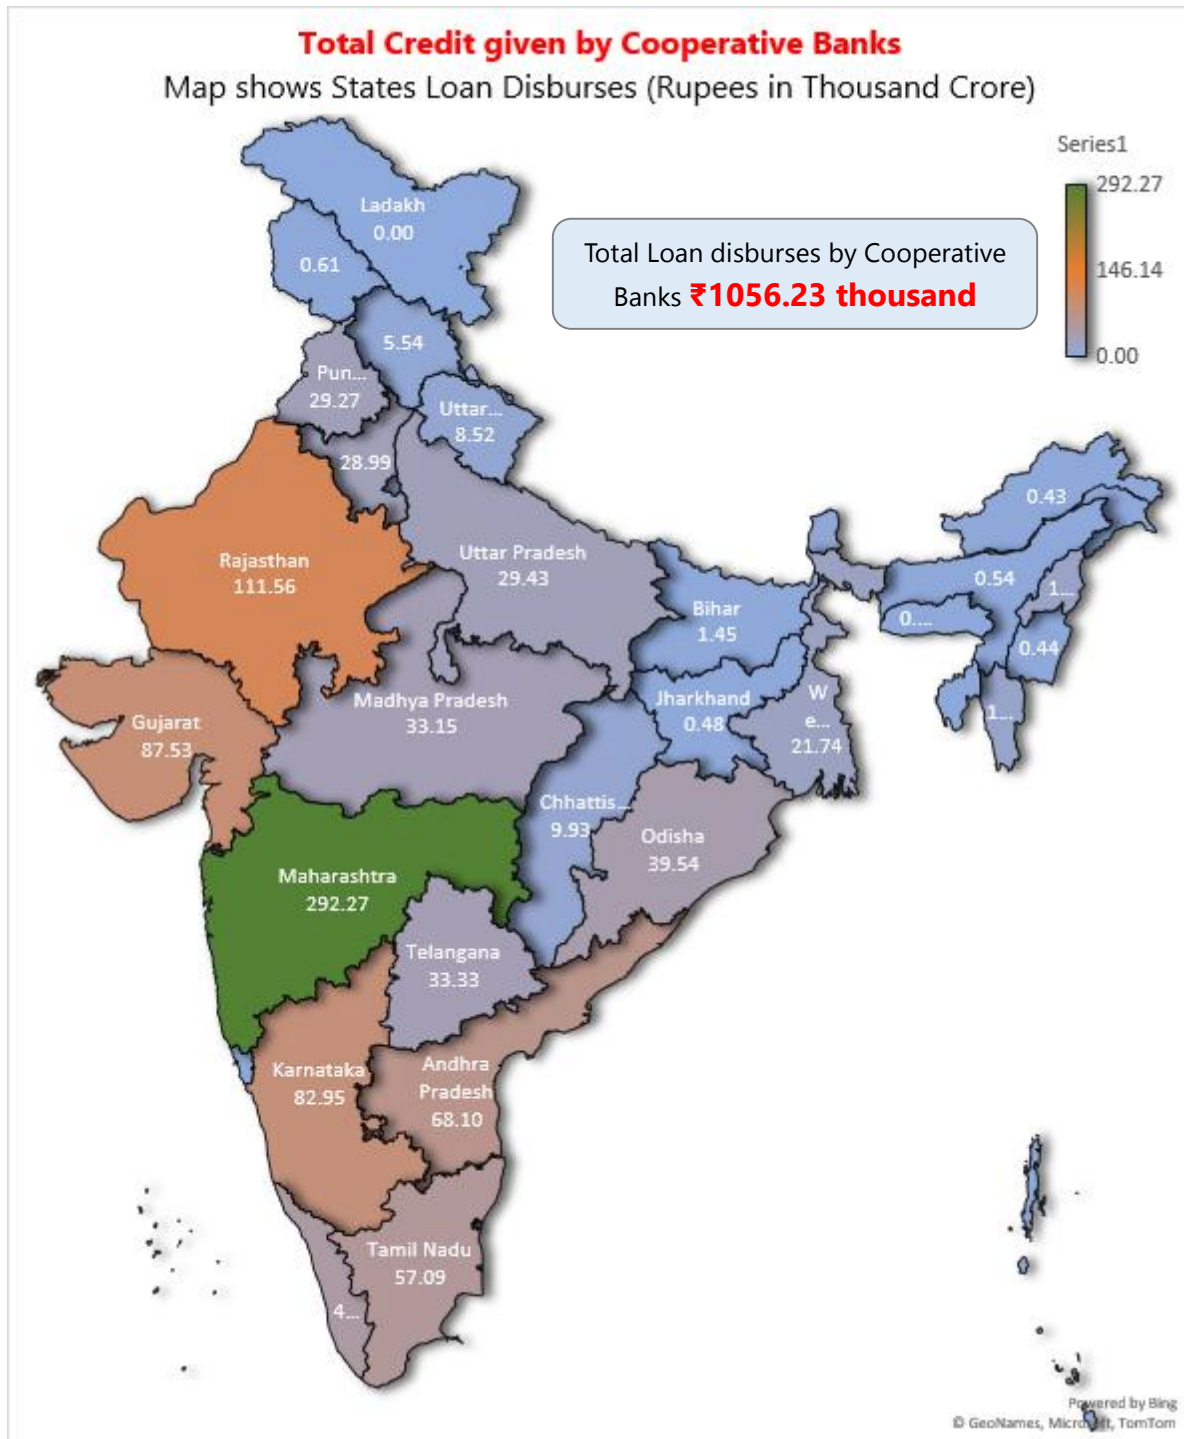 Total Credit given by Cooperative Banks
Map shows States Loan Disburses (Rupees in Thousand Crore)
Series1
292.27
146.14
0.00
Total Loan disburses by Cooperative
Banks ₹1056.23 thousand
Ladakh
0.00
0.61
5.54
Pun...
29.27
Uttar...
8.52
28.99
Rajasthan
111.56
Uttar Pradesh
29.43
0.43
0.54
1...
0....
0.44
1...
Bihar
1.45
Jharkhand
0.48
W
e...
21.74
Madhya Pradesh
33.15
Gujarat
87.53
Chhattis...
9.93
Odisha
39.54
Maharashtra
292.27
Telangana
33.33
Karnataka
82.95
Andhra
Pradesh
68.10
Tamil Nadu
57.09
4...
Powered by Bing
© GeoNames, Microsoft, TomTom